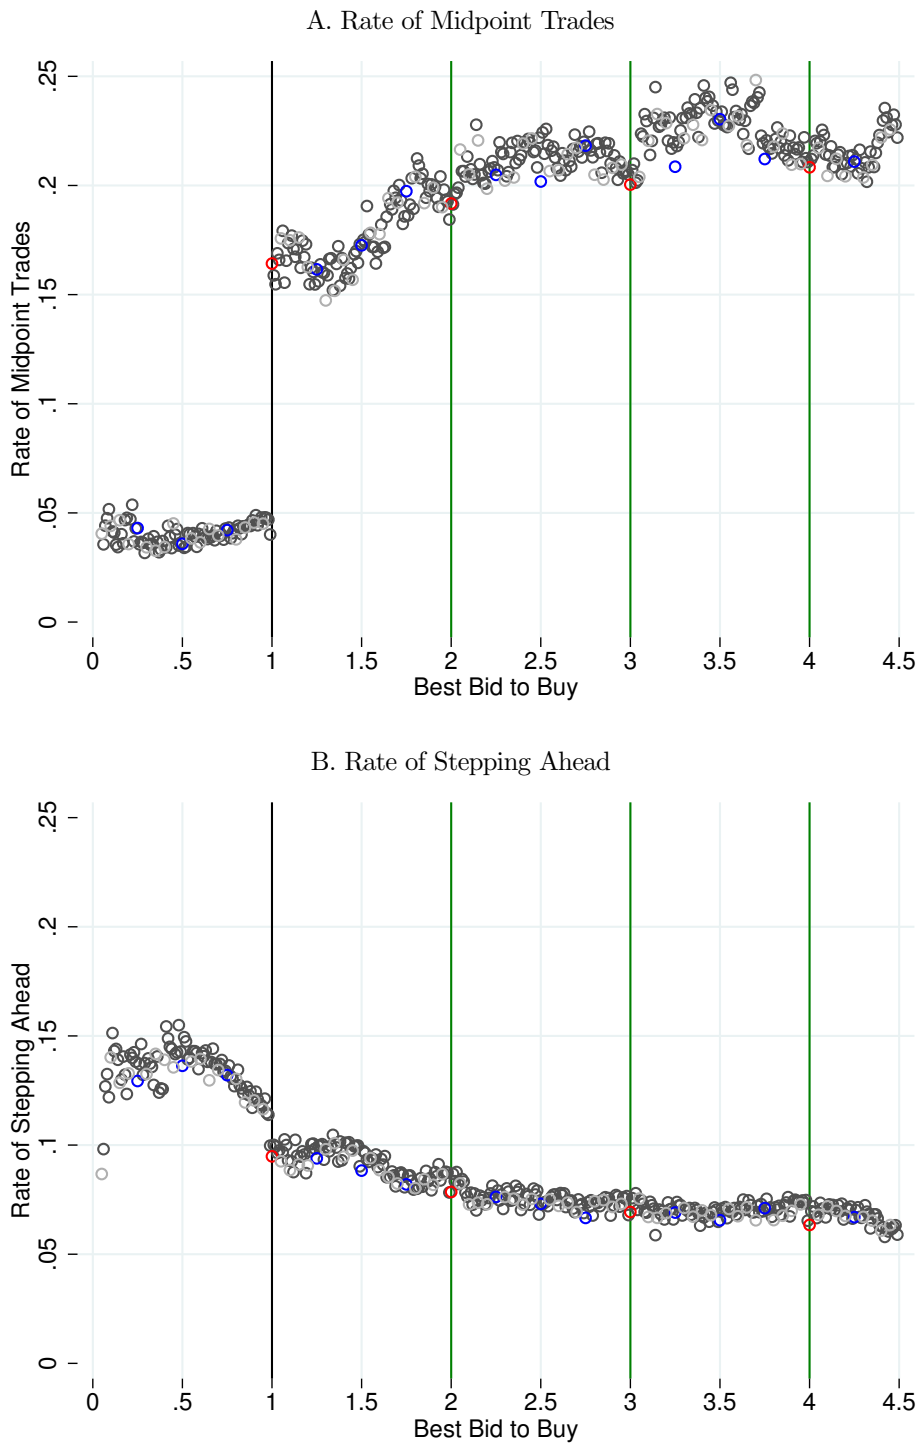 A. Rate of Midpoint Trades
.25
.2
.15
.1
.05
0
Rate of Midpoint Trades
0 .5 1 1.5 2 2.5 3 3.5 4 4.5
Best Bid to Buy
B. Rate of Stepping Ahead
.25
.2
.15
.1
.05
0
Rate of Stepping Ahead
0 .5 1 1.5 2 2.5 3 3.5 4 4.5
Best Bid to Buy